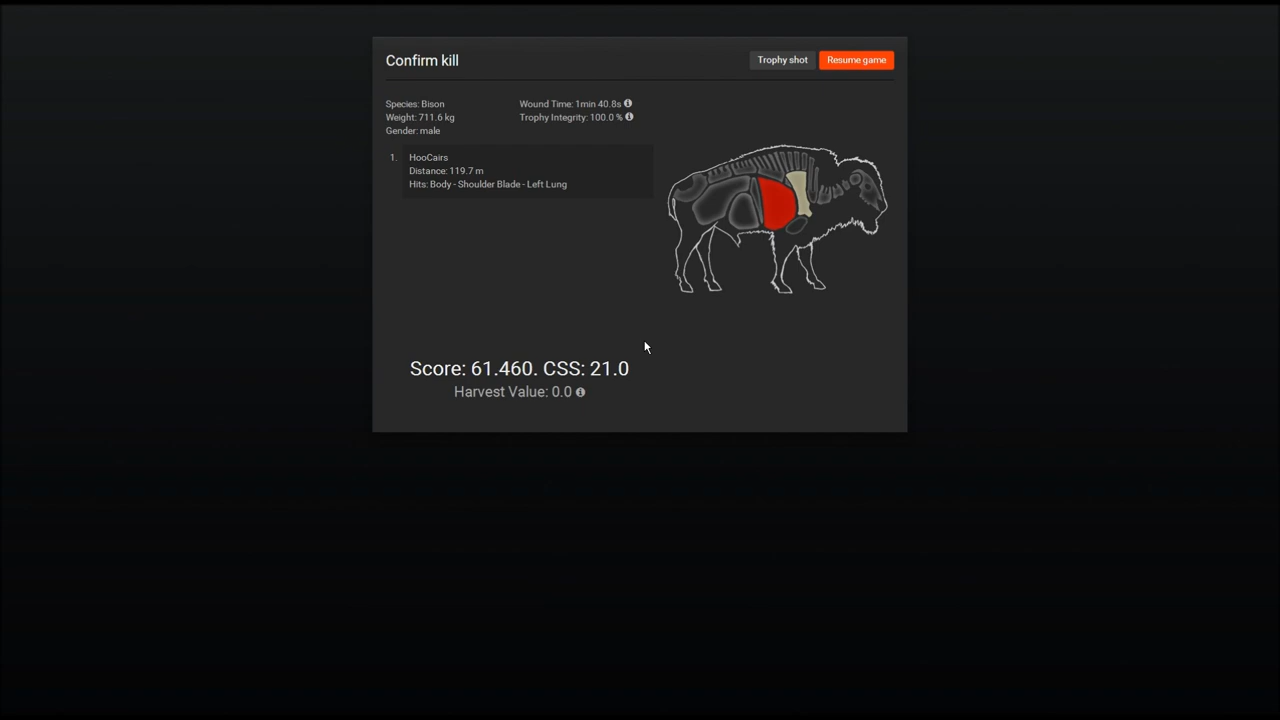 Confirm kill
Trophy shot
Resume game
Species: Bison
Weight: 711.6 kg
Gender: male
Wound Time: 1min 40.8s
Trophy Integrity: 100.0 %
1.
HooCairs
Distance: 119.7 m
Hits: Body - Shoulder Blade - Left Lung
Score: 61.460. CSS: 21.0
Harvest Value: 0.0